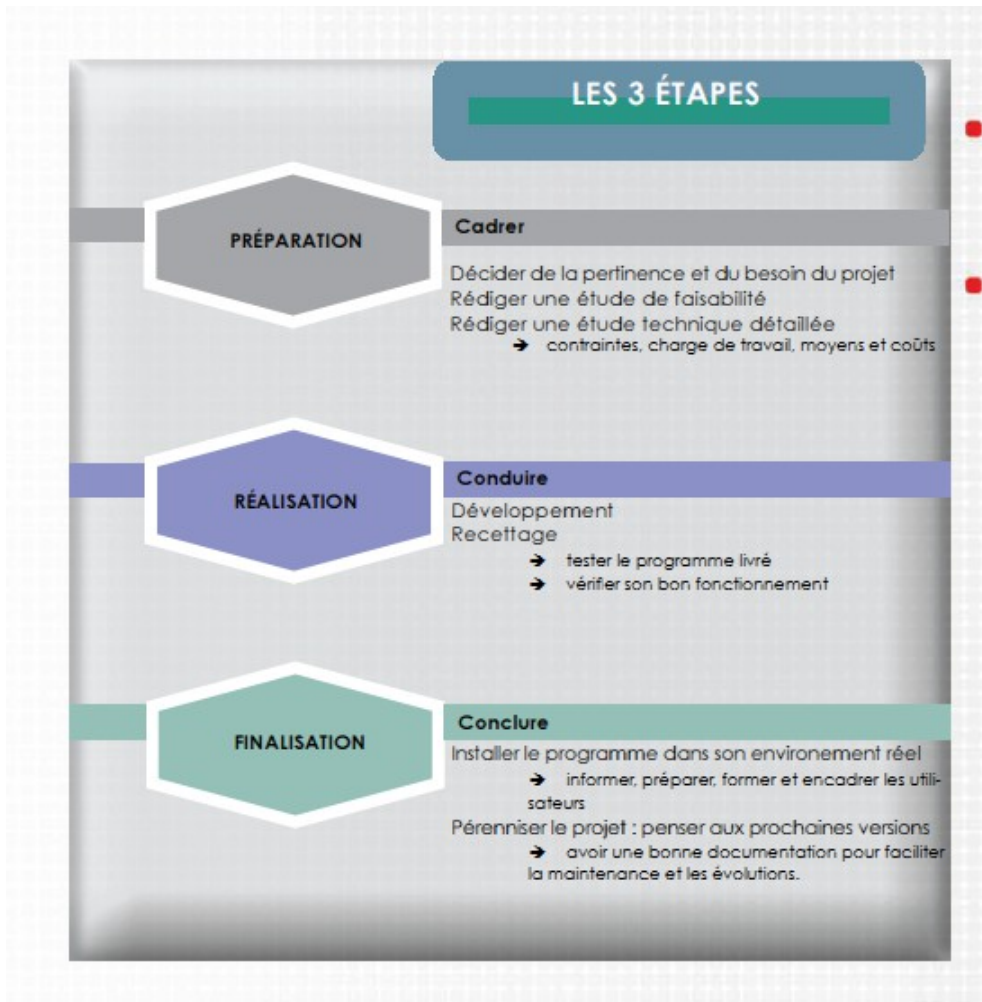 LES 3 ÉTAPES
PRÉPARATION
Cadrer
Décider de la pertinence et du besoin du projet
Rédiger une étude de faisabilité
Rédiger une étude technique détaillée
➔ contraintes, charge de travail, moyens et coûts
RÉALISATION
Conduire
Développement
Recettage
➔ tester le programme livré
➔ vérifier son bon fonctionnement
FINALISATION
Conclure
Installer le programme dans son environement réel
➔ informer, préparer, former et encadrer les utili-
sateurs
Pérenniser le projet : penser aux prochaines versions
➔ avoir une bonne documentation pour faciliter
la maintenance et les évolutions.